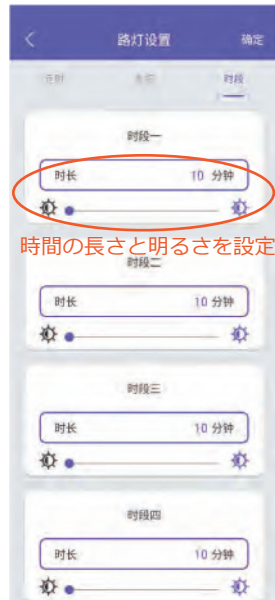 路灯设置 确定
时段
时段一
时长 10 分钟
時間の長さと明るさを設定
时段二
时长 10 分钟
时段三
时长 10 分钟
时段四
时长 10 分钟